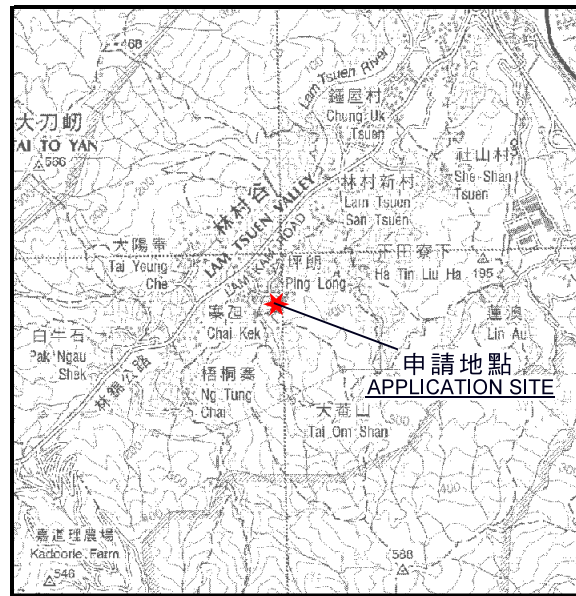 68
Lam Tsuen River
鍾屋村
Chung Uk
Tsuen
大刀屻
TAI TO YAN
566
社山村
She Shan
Tsuen
林村新村
Lam Tsuen
San Tsuen
林村谷
LAM TSUEN VALLEY
LAM KAM ROAD
大陽輋
Tai Yeung
Che
坪朗
Ping Long
下田寮下
Ha Tin Liu Ha
195
寨乪
Chai Kek
蓮澳
Lin Au
白牛石
Pak Ngau
Shek
林錦公路
申請地點
APPLICATION SITE
梧桐寨
Ng Tung
Chai
大菴山
Tai Om Shan
500
400
400
嘉道理農場
Kadoorie Farm
546
588